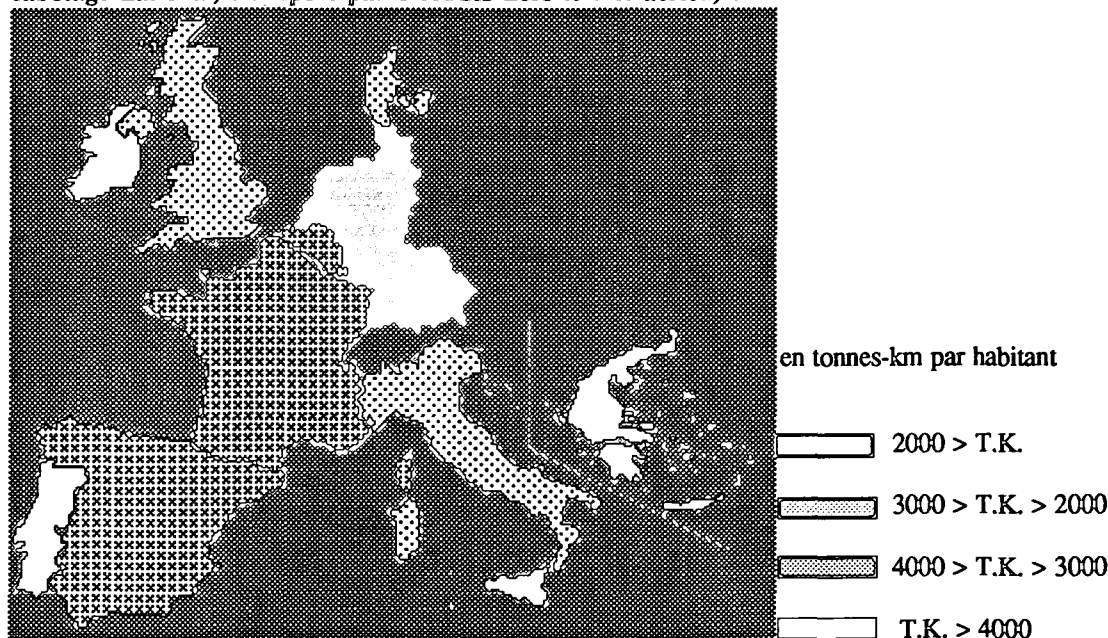 en tonnes-km par habitant
2000 > T.K.
3000 > T.K. > 2000
4000 > T.K. > 3000
T.K. > 4000